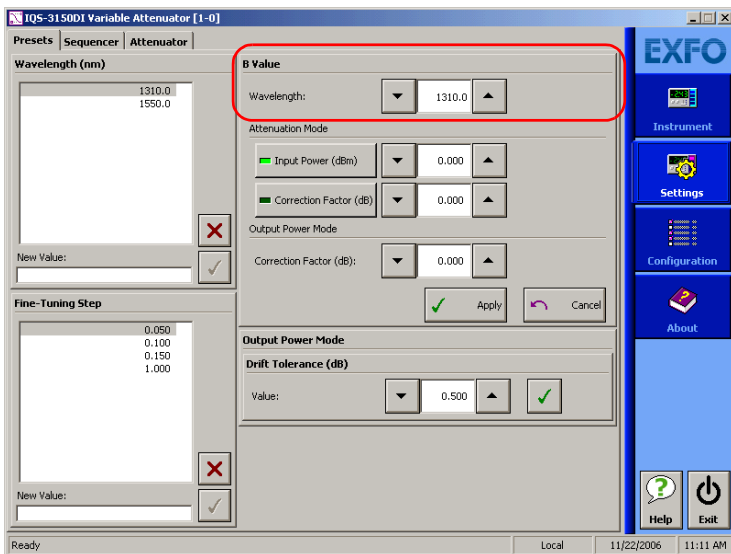 IQS-3150DI Variable Attenuator [1-0]
Presets Sequencer Attenuator
Wavelength (nm)
1310.0
1550.0
New Value:
Fine-Tuning Step
0.050
0.100
0.150
1.000
New Value:
B Value
Wavelength: 1310.0
Attenuation Mode
Input Power (dBm) 0.000
Correction Factor (dB) 0.000
Output Power Mode
Correction Factor (dB): 0.000
Apply Cancel
Output Power Mode
Drift Tolerance (dB)
Value: 0.500
EXFO
Instrument
Settings
Configuration
About
Help Exit
Ready Local 11/22/2006 11:11 AM